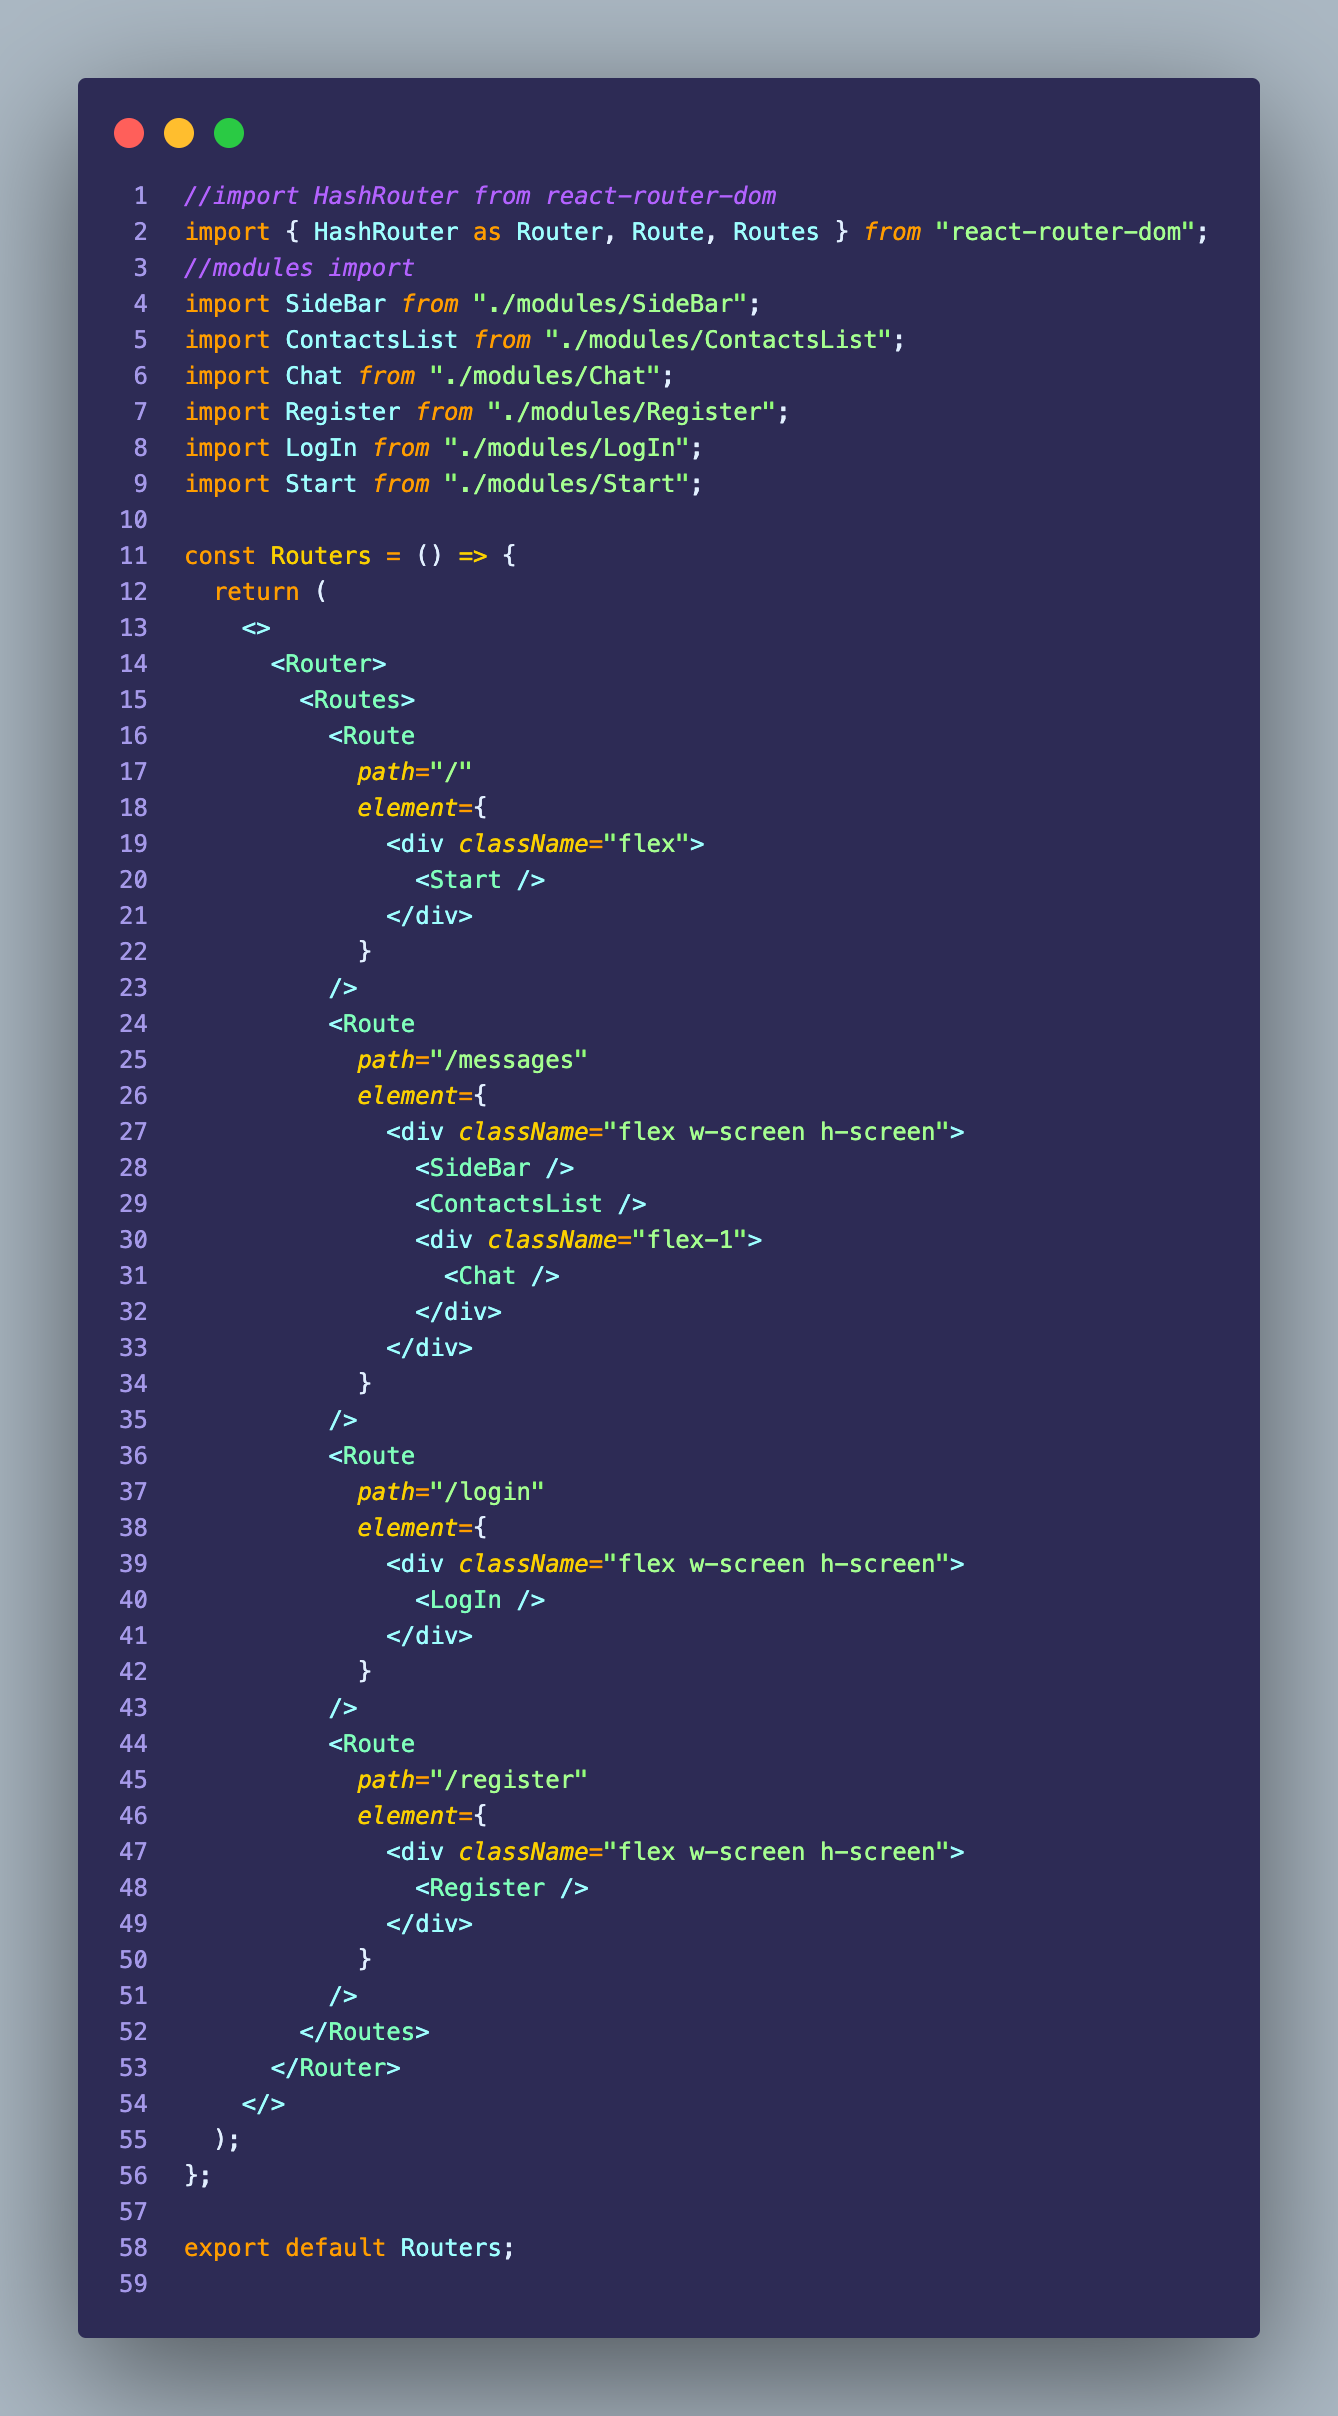 1 //import HashRouter from react-router-dom
2 import { HashRouter as Router, Route, Routes } from "react-router-dom";
3 //modules import
4 import SideBar from "./modules/SideBar";
5 import ContactsList from "./modules/ContactsList";
6 import Chat from "./modules/Chat";
7 import Register from "./modules/Register";
8 import LogIn from "./modules/LogIn";
9 import Start from "./modules/Start";
10
11 const Routers = () => {
12   return (
13     <>
14       <Router>
15         <Routes>
16           <Route
17             path="/"
18             element={
19               <div className="flex">
20                 <Start />
21               </div>
22             }
23           />
24           <Route
25             path="/messages"
26             element={
27               <div className="flex w-screen h-screen">
28                 <SideBar />
29                 <ContactsList />
30                 <div className="flex-1">
31                   <Chat />
32                 </div>
33               </div>
34             }
35           />
36           <Route
37             path="/login"
38             element={
39               <div className="flex w-screen h-screen">
40                 <LogIn />
41               </div>
42             }
43           />
44           <Route
45             path="/register"
46             element={
47               <div className="flex w-screen h-screen">
48                 <Register />
49               </div>
50             }
51           />
52         </Routes>
53       </Router>
54     </>
55   );
56 };
57
58 export default Routers;
59